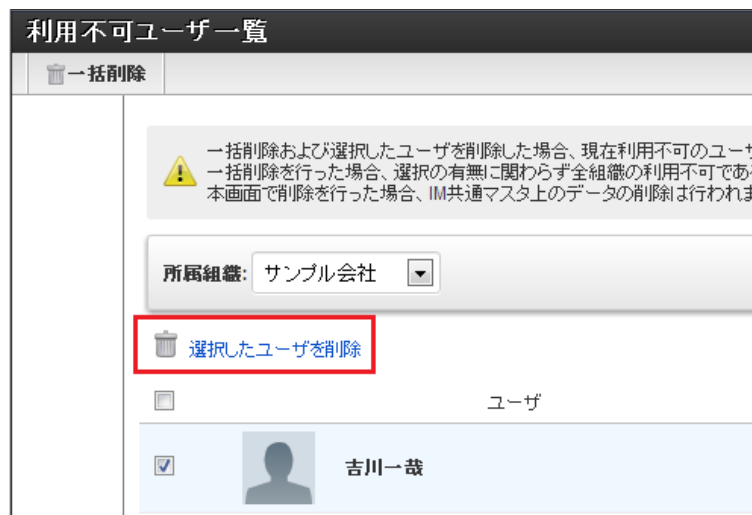 利用不可ユーザ一覧
一括削除
一括削除および選択したユーザを削除した場合、現在利用不可のユー
一括削除を行った場合、選択の有無に関わらず全組織の利用不可であ
本画面で削除を行った場合、IM共通マスタ上のデータの削除は行われ
所属組織: サンプル会社
選択したユーザを削除
ユーザ
吉川一哉